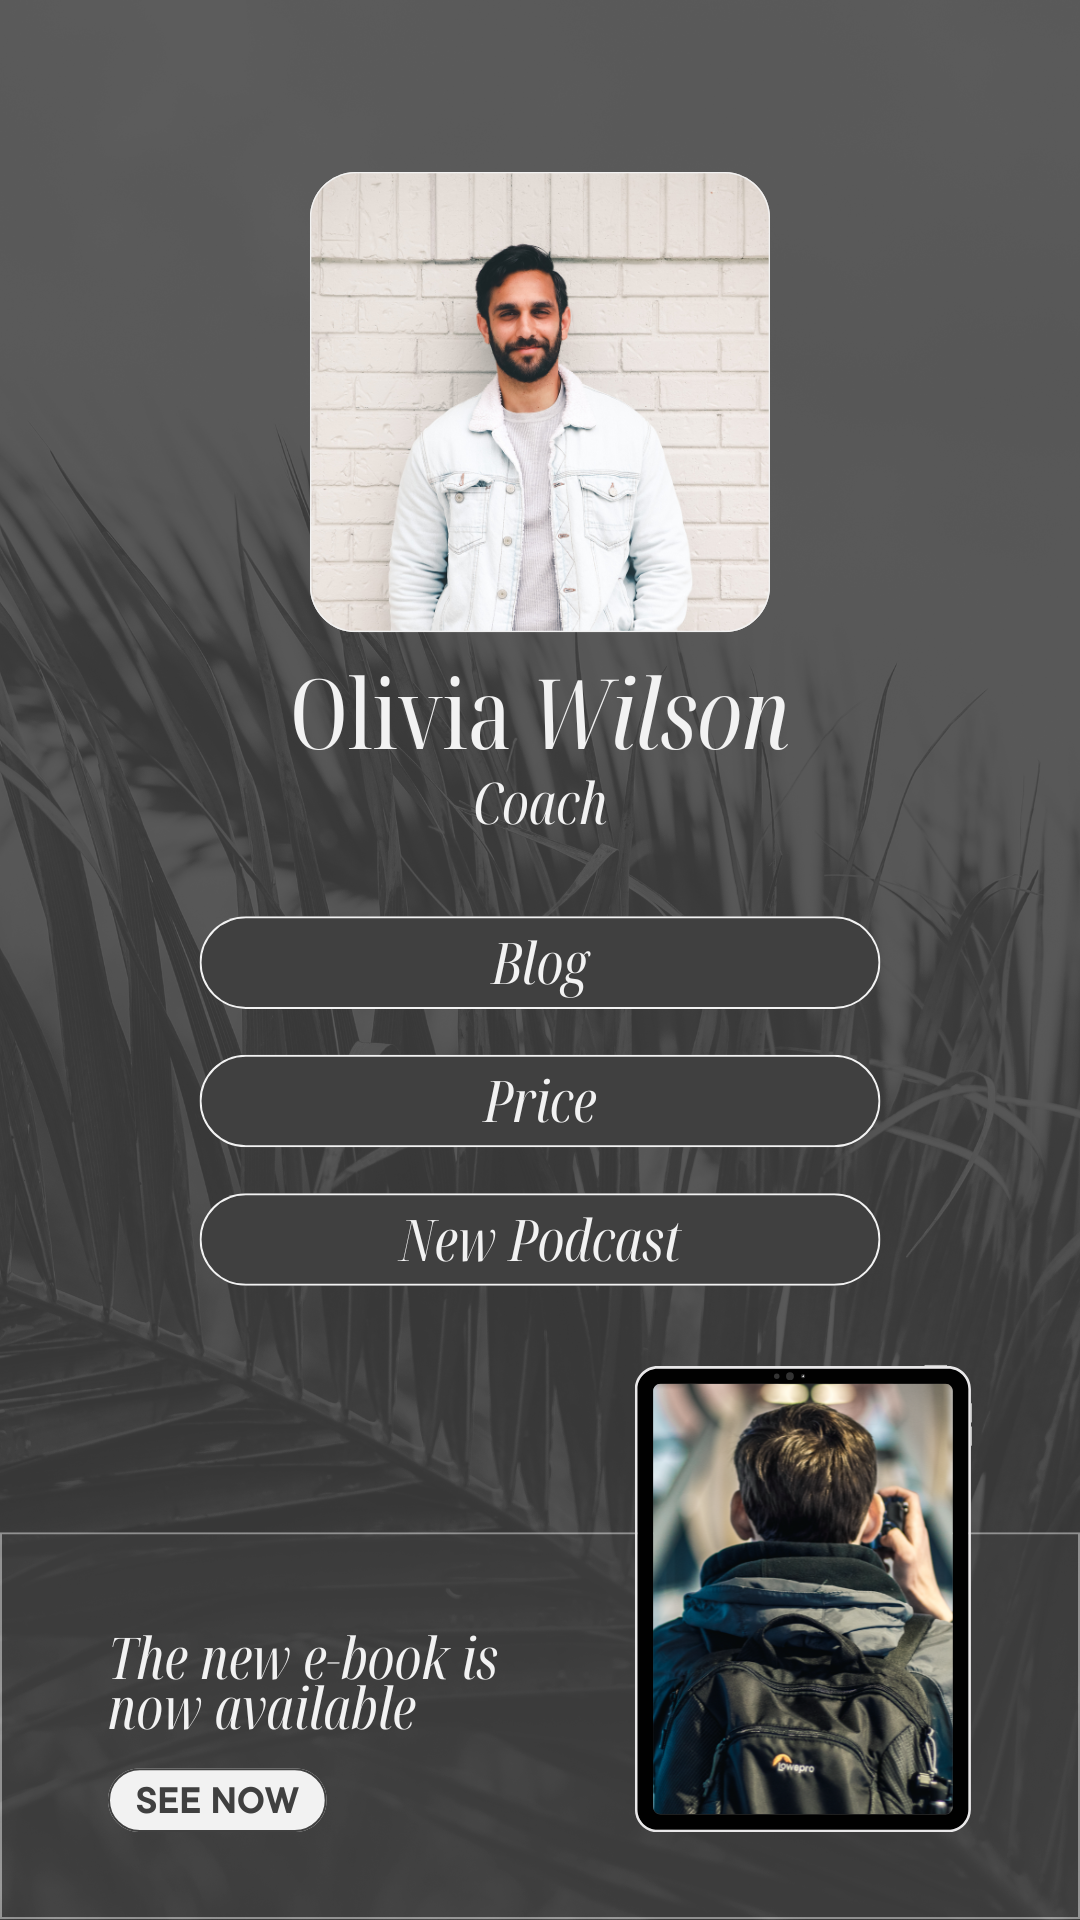 Olivia Wilson
Coach
Blog
Price
New Podcast
The new e-book is
now available
SEE NOW
lowepro